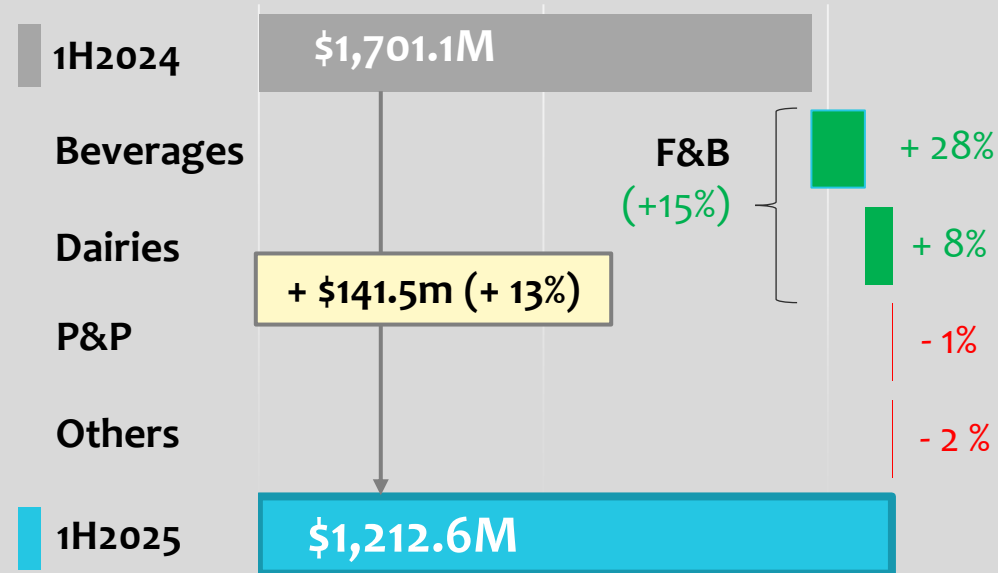 1H2024
$1,701.1M
Beverages
+ 28%
F&B
(+15%)
Dairies
+ 8%
+ $141.5m (+ 13%)
P&P
- 1%
Others
- 2 %
1H2025
$1,212.6M